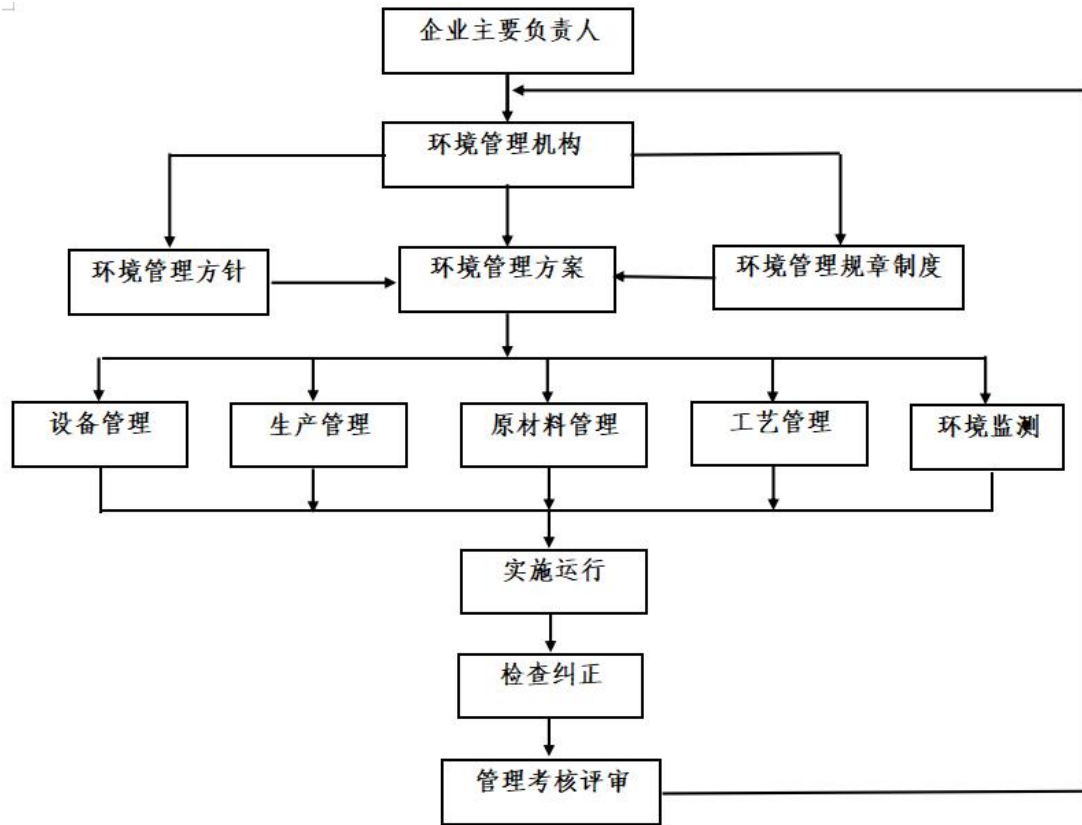 企业主要负责人
环境管理机构
环境管理方针
环境管理方案
环境管理规章制度
设备管理
生产管理
原材料管理
工艺管理
环境监测
实施运行
检查纠正
管理考核评审